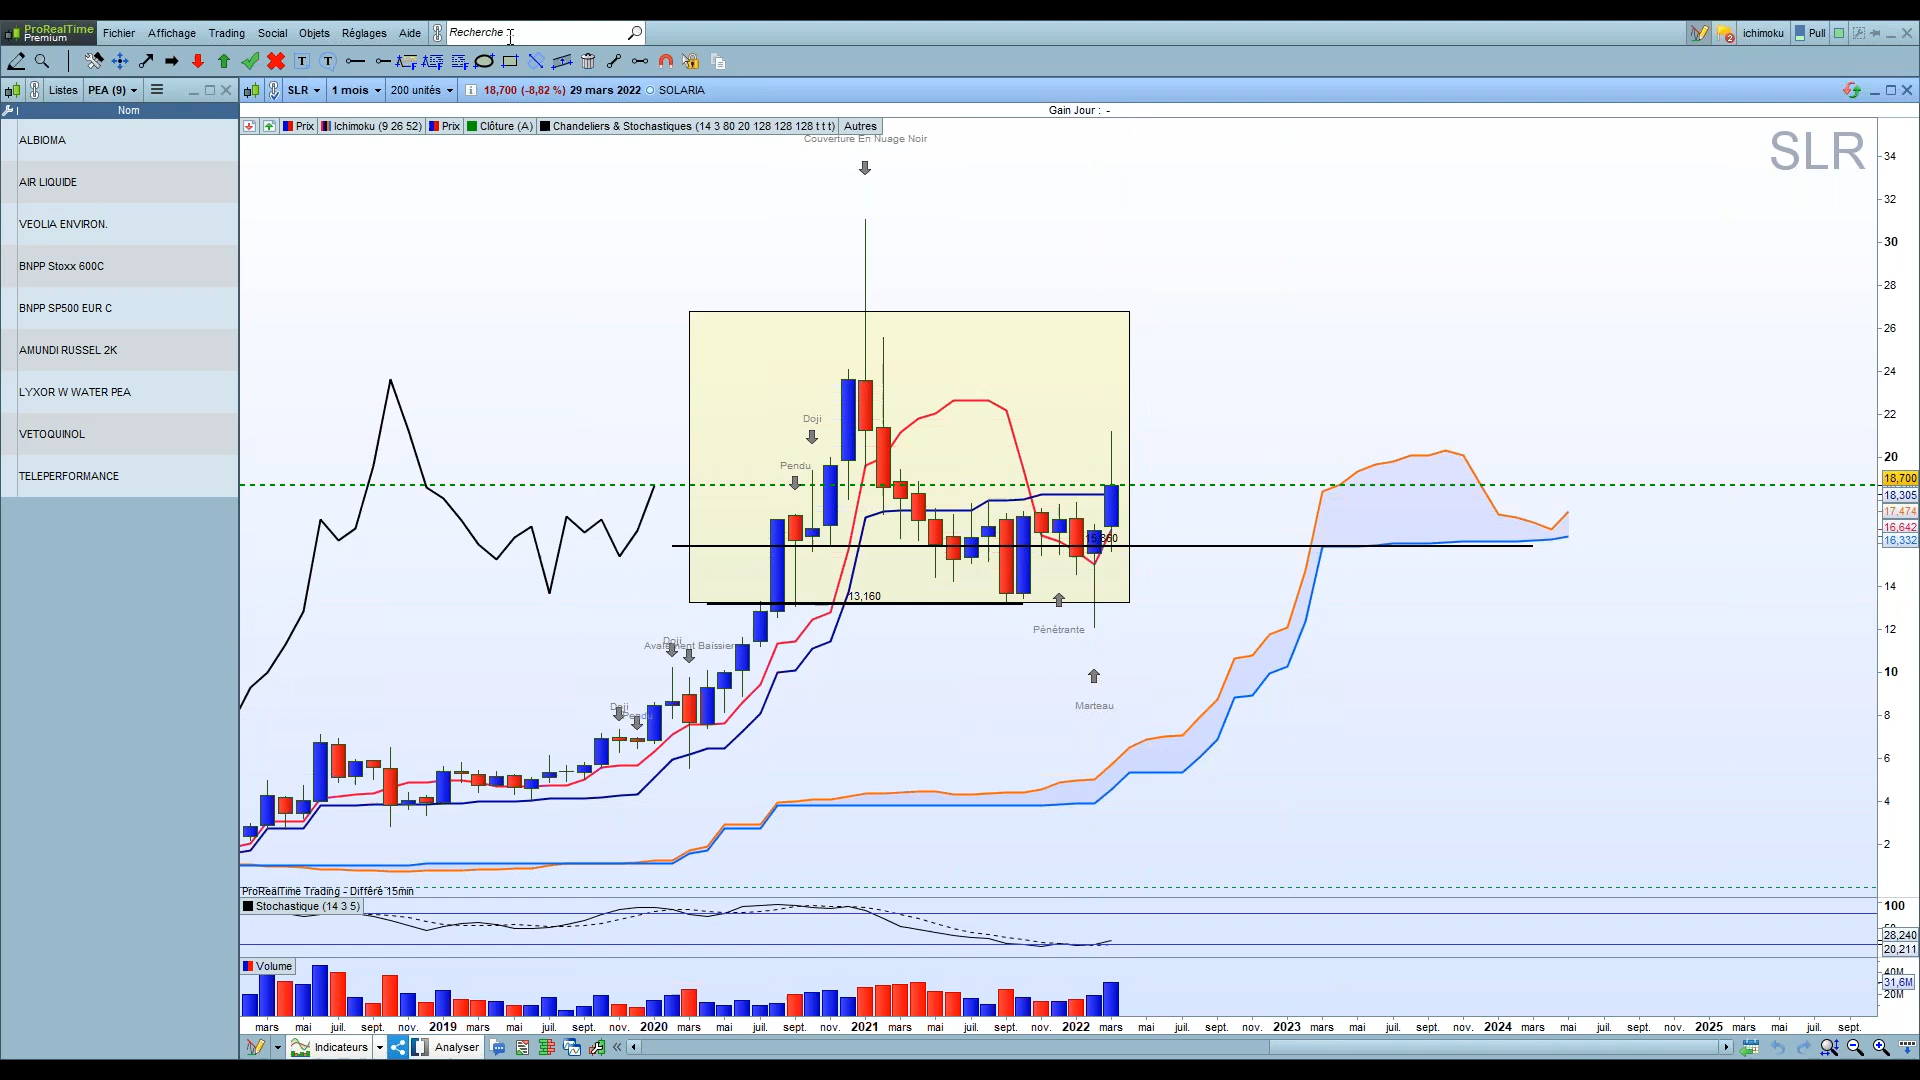 ProRealTime
Premium
Fichier Affichage Trading Social Objets Réglages Aide Recherche
ichimoku Pull
Listes PEA (9)
SLR 1 mois 200 unités 18,700 (-8,82 %) 29 mars 2022 SOLARIA
Nom
Gain Jour : -
Prix Ichimoku (9 26 52) Prix Clôture (A) Chandeliers & Stochastiques (14 3 80 20 128 128 128 t t t) Autres
ALBIOMA
AIR LIQUIDE
VEOLIA ENVIRON.
BNPP Stoxx 600C
BNPP SP500 EUR C
AMUNDI RUSSEL 2K
LYXOR W WATER PEA
VETOQUINOL
TELEPERFORMANCE
Couverture En Nuage Noir
SLR
Doji
Pendu
13,160
Pénétrante
Doji
Avalement Baissier
Marteau
Doji
Pendu
34
32
30
28
26
24
22
20
18,700
18,305
17,474
16,642
16,332
14
12
10
8
6
4
2
ProRealTime Trading - Différé 15min
Stochastique (14 3 5)
100
28,240
20,211
Volume
40M
31,6M
20M
mars mai juil. sept. nov. 2019 mars mai juil. sept. nov. 2020 mars mai juil. sept. nov. 2021 mars mai juil. sept. nov. 2022 mars mai juil. sept. nov. 2023 mars mai juil. sept. nov. 2024 mars mai juil. sept. nov. 2025 mars mai juil. sept.
Indicateurs Analyser